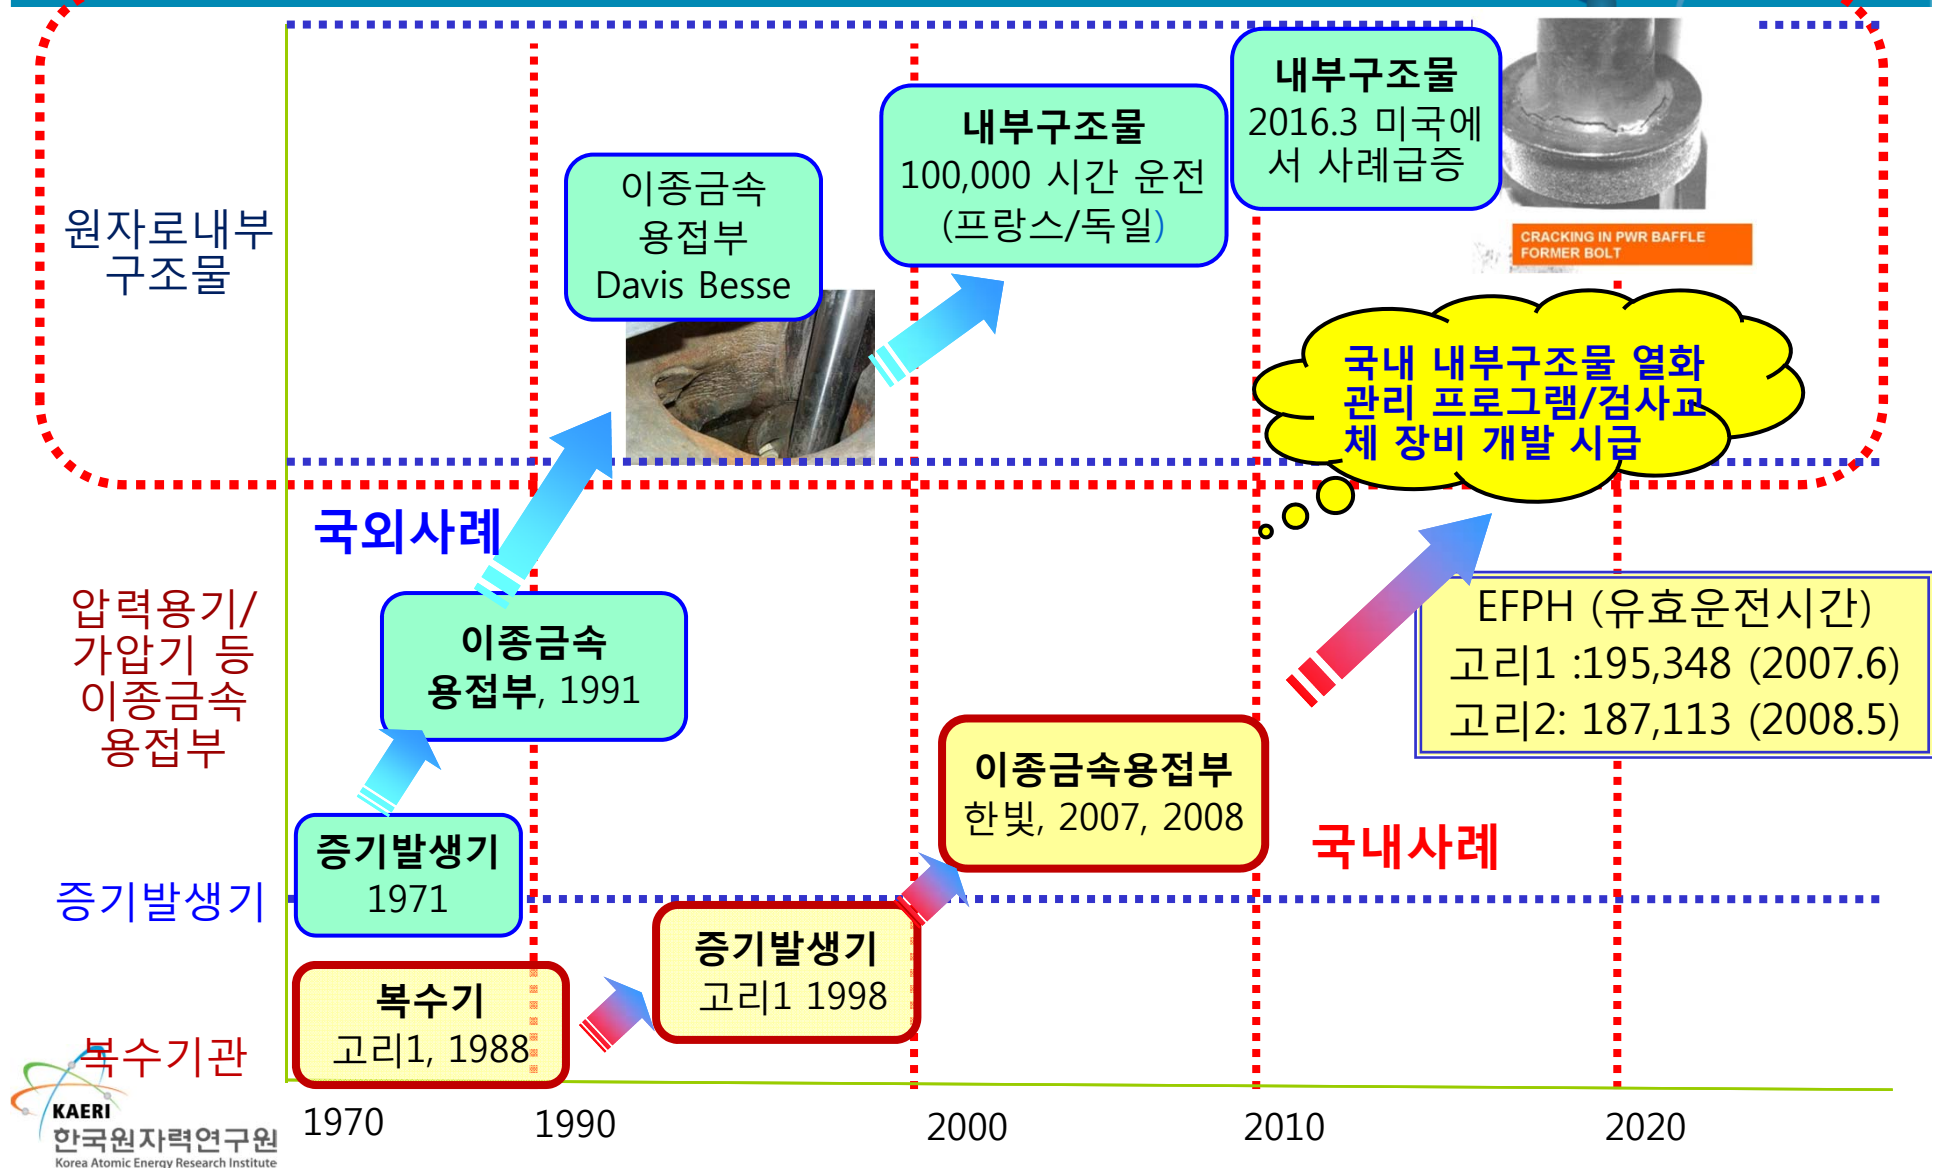 내부구조물
2016.3 미국에
서 사례급증
내부구조물
100,000 시간 운전
(프랑스/독일)
이종금속
용접부
Davis Besse
CRACKING IN PWR BAFFLE
FORMER BOLT
원자로내부
구조물
국내 내부구조물 열화
관리 프로그램/검사교
체 장비 개발 시급
국외사례
압력용기/
가압기 등
이종금속
용접부
이종금속
용접부, 1991
EFPH (유효운전시간)
고리1 :195,348 (2007.6)
고리2: 187,113 (2008.5)
이종금속용접부
한빛, 2007, 2008
국내사례
증기발생기
1971
증기발생기
증기발생기
고리1 1998
복수기
고리1, 1988
복수기관
1970
1990
2000
2010
2020
KAERI
한국원자력연구원
Korea Atomic Energy Research Institute